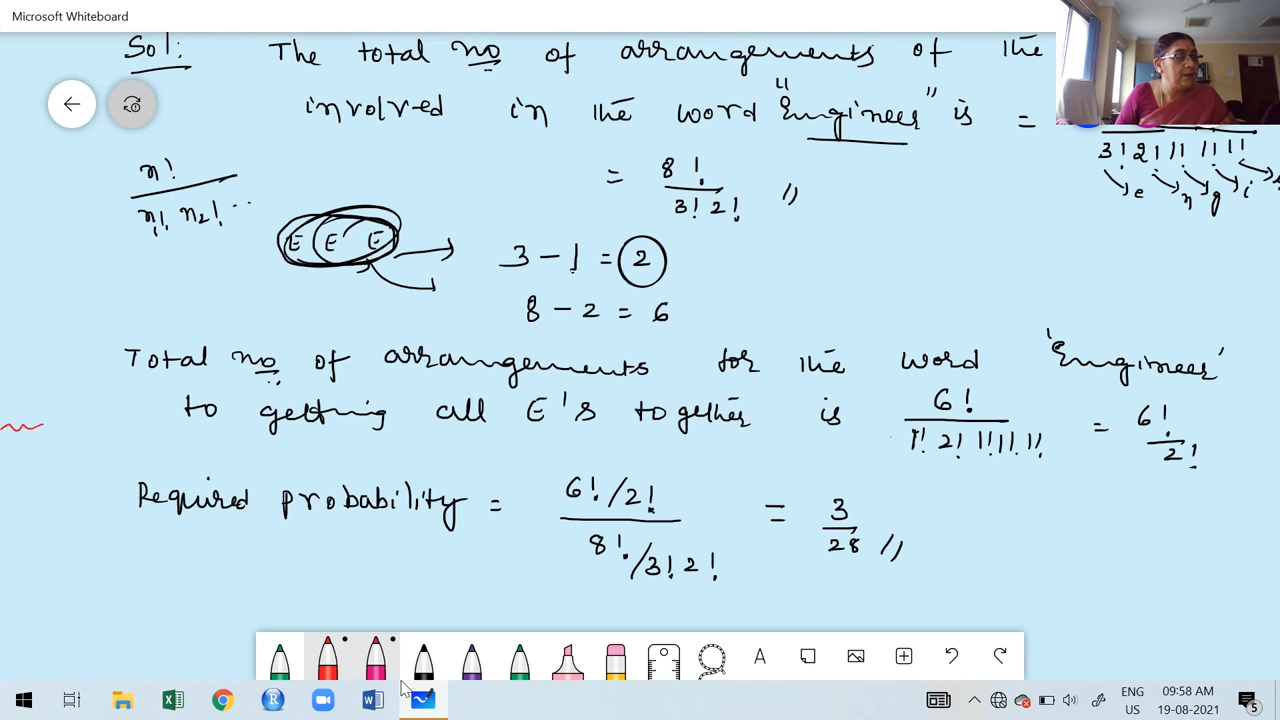 Microsoft Whiteboard
Sol: The total no of arrangements of the
involved in the word "Engineer" is =
3! 2! 1! 1! 1!
e n g i
n! / n1! n2! ..
= 8! / 3! 2! //
E E E
3 - 1 = 2
8 - 2 = 6
Total no of arrangements for the word 'Engineer'
to getting all E's together is 6! / 1! 2! 1! 1! 1! = 6! / 2!
Required probability = 6!/2! / 8!/3! 2! = 3/28 //
A
ENG
US
09:58 AM
19-08-2021
5